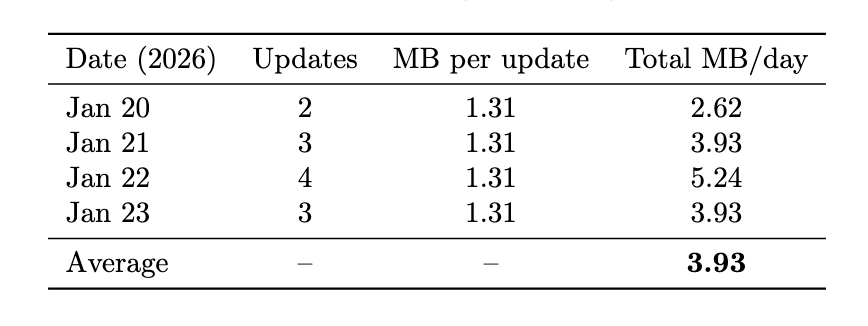 Date (2026) Updates MB per update Total MB/day
Jan 20 2 1.31 2.62
Jan 21 3 1.31 3.93
Jan 22 4 1.31 5.24
Jan 23 3 1.31 3.93
Average – – 3.93